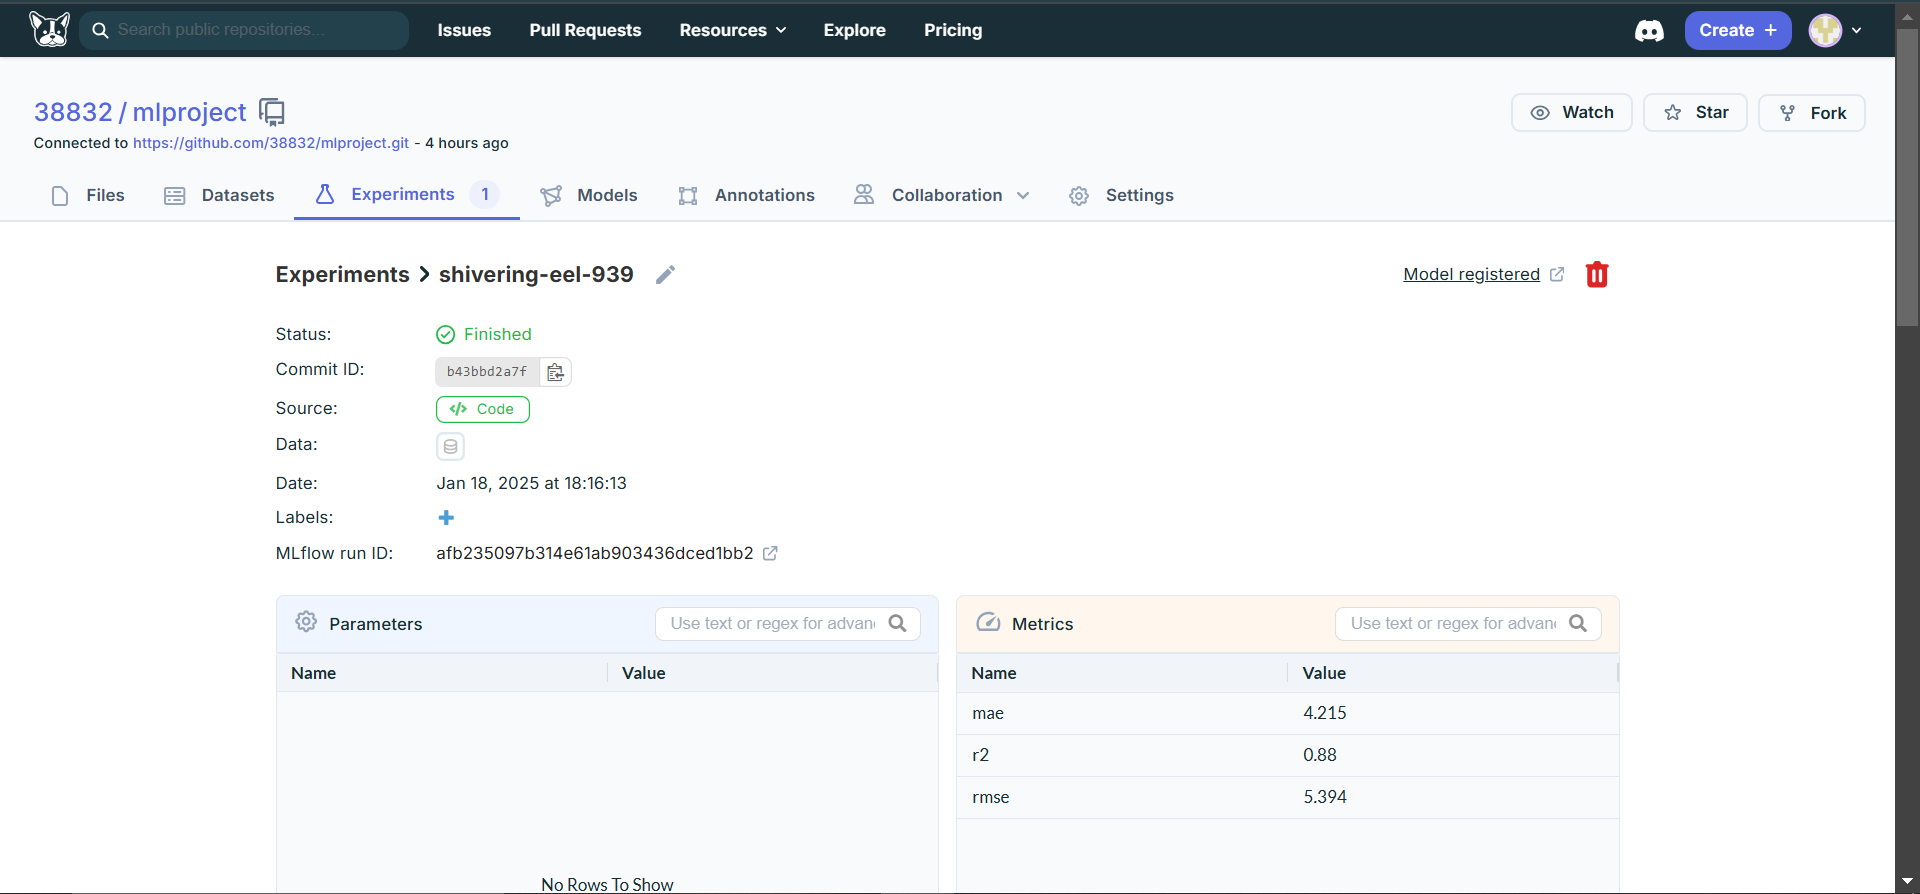 Search public repositories... Issues Pull Requests Resources Explore Pricing Create +
38832 / mlproject Watch Star Fork
Connected to https://github.com/38832/mlproject.git - 4 hours ago
Files Datasets Experiments 1 Models Annotations Collaboration Settings
Experiments > shivering-eel-939 Model registered
Status: Finished
Commit ID: b43bbd2a7f
Source: </> Code
Data:
Date: Jan 18, 2025 at 18:16:13
Labels: +
MLflow run ID: afb235097b314e61ab903436dced1bb2
Parameters Use text or regex for advan Metrics Use text or regex for advan
Name Value Name Value
mae 4.215
r2 0.88
rmse 5.394
No Rows To Show